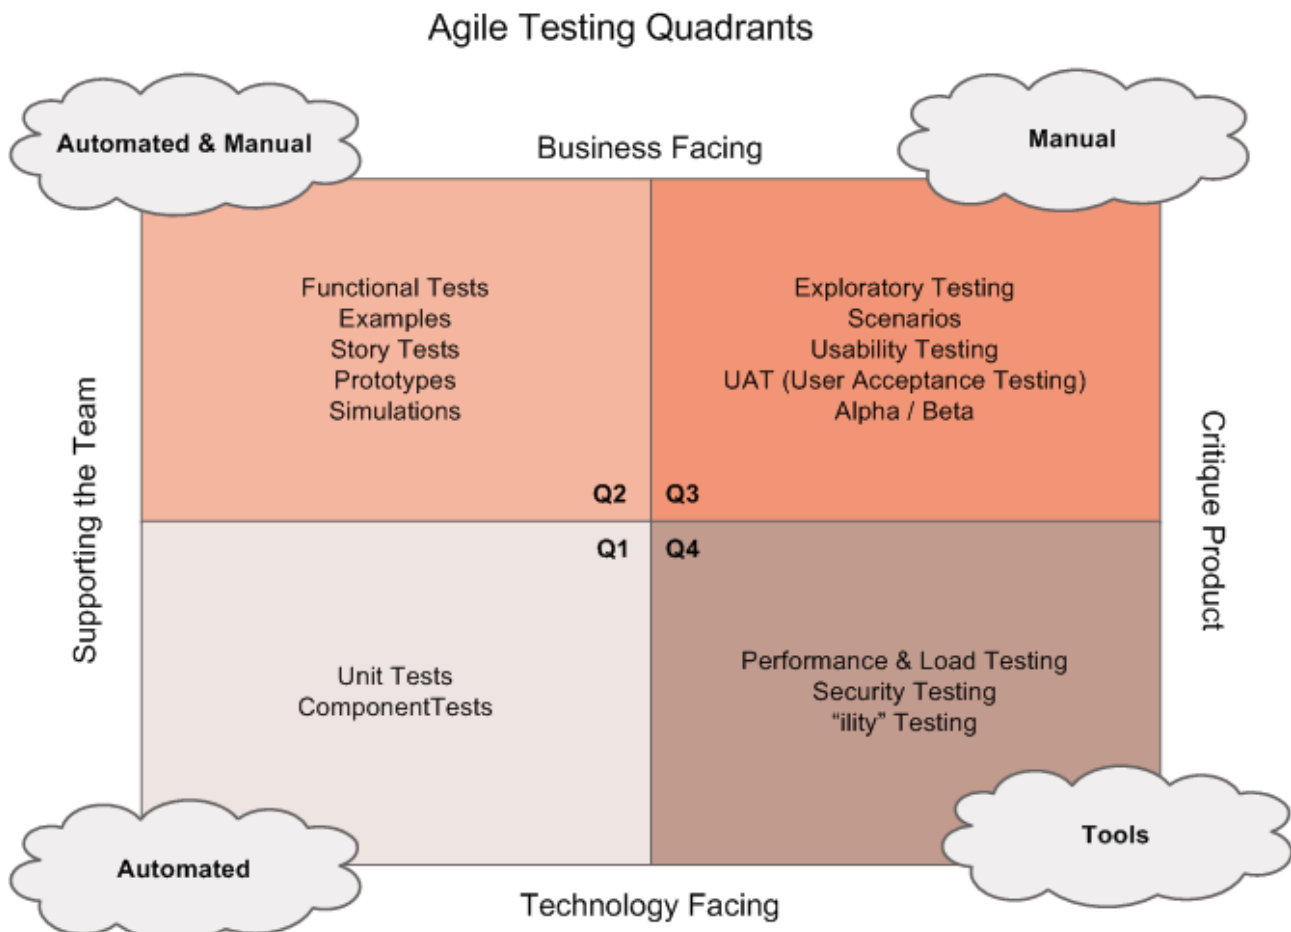 Agile Testing Quadrants
Automated & Manual
Business Facing
Manual
Functional Tests
Examples
Story Tests
Prototypes
Simulations
Exploratory Testing
Scenarios
Usability Testing
UAT (User Acceptance Testing)
Alpha / Beta
Supporting the Team
Critique Product
Q2
Q3
Q1
Q4
Unit Tests
ComponentTests
Performance & Load Testing
Security Testing
“ility” Testing
Automated
Tools
Technology Facing